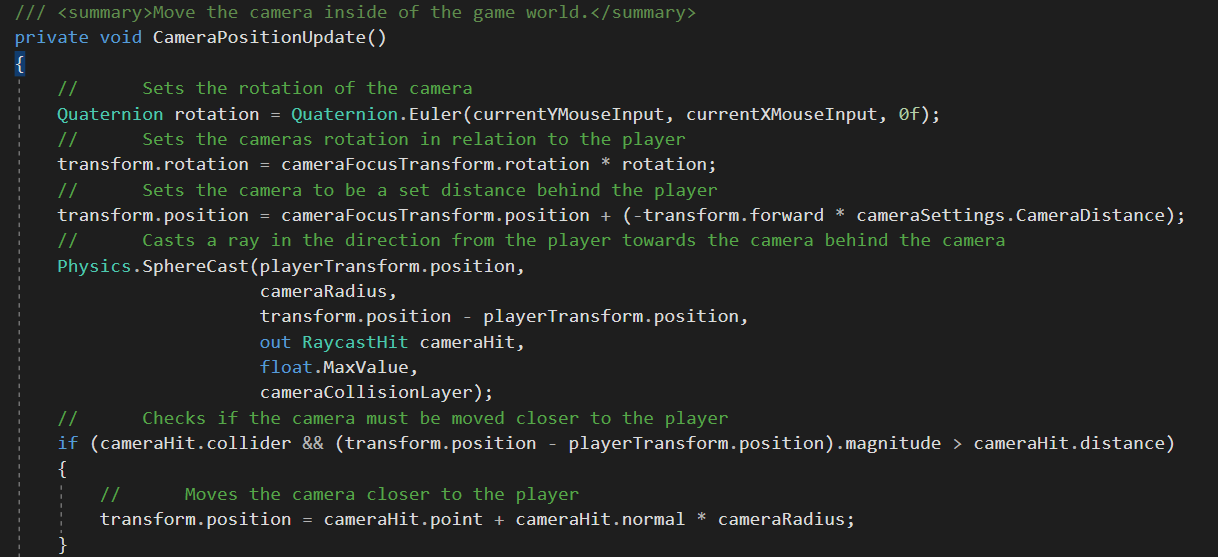 /// <summary>Move the camera inside of the game world.</summary>
private void CameraPositionUpdate()
{
//      Sets the rotation of the camera
Quaternion rotation = Quaternion.Euler(currentYMouseInput, currentXMouseInput, 0f);
//      Sets the cameras rotation in relation to the player
transform.rotation = cameraFocusTransform.rotation * rotation;
//      Sets the camera to be a set distance behind the player
transform.position = cameraFocusTransform.position + (-transform.forward * cameraSettings.CameraDistance);
//      Casts a ray in the direction from the player towards the camera behind the camera
Physics.SphereCast(playerTransform.position,
cameraRadius,
transform.position - playerTransform.position,
out RaycastHit cameraHit,
float.MaxValue,
cameraCollisionLayer);
//      Checks if the camera must be moved closer to the player
if (cameraHit.collider && (transform.position - playerTransform.position).magnitude > cameraHit.distance)
{
//      Moves the camera closer to the player
transform.position = cameraHit.point + cameraHit.normal * cameraRadius;
}